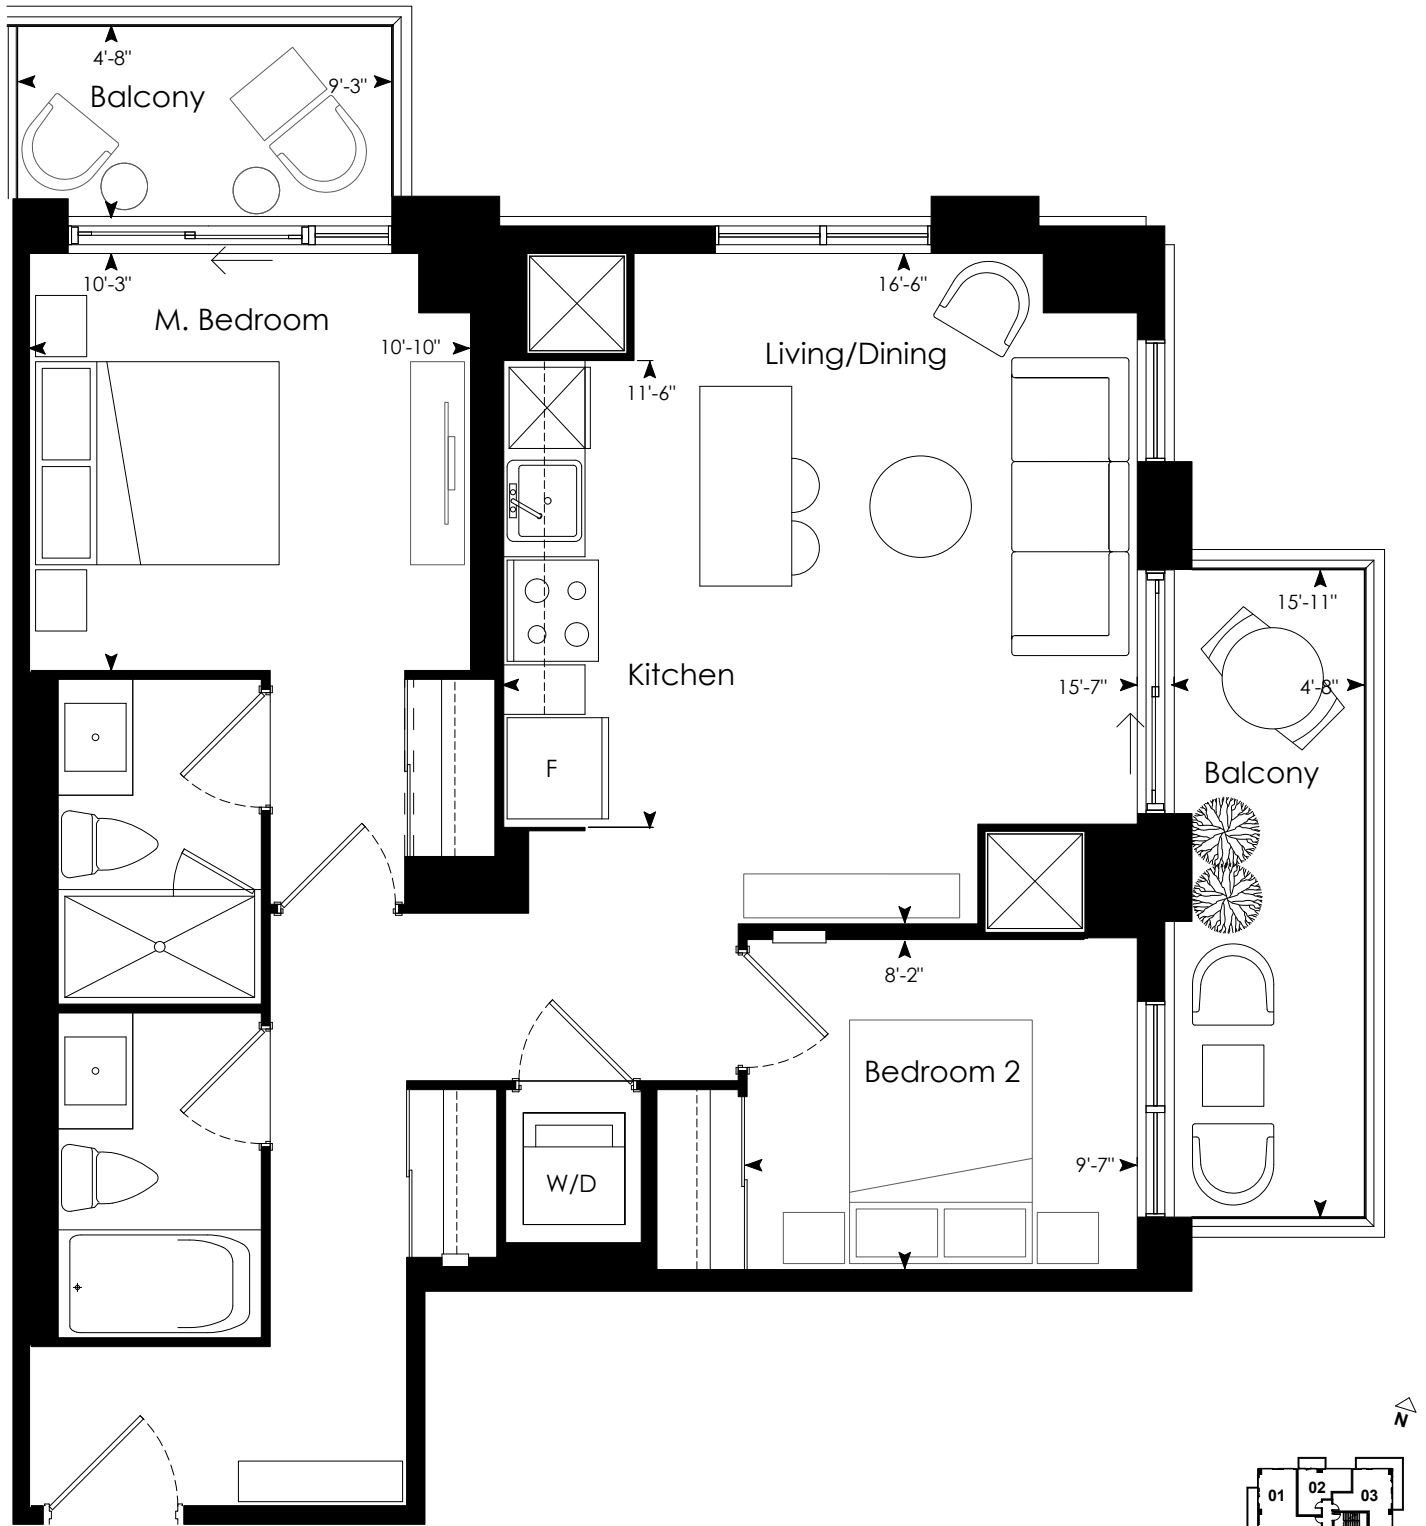 4'-8"
Balcony
9'-3"
10'-3"
M. Bedroom
10'-10"
16'-6"
Living/Dining
11'-6"
15'-11"
Kitchen
15'-7"
4'-8"
F
Balcony
8'-2"
Bedroom 2
9'-7"
W/D
N
01
02
03